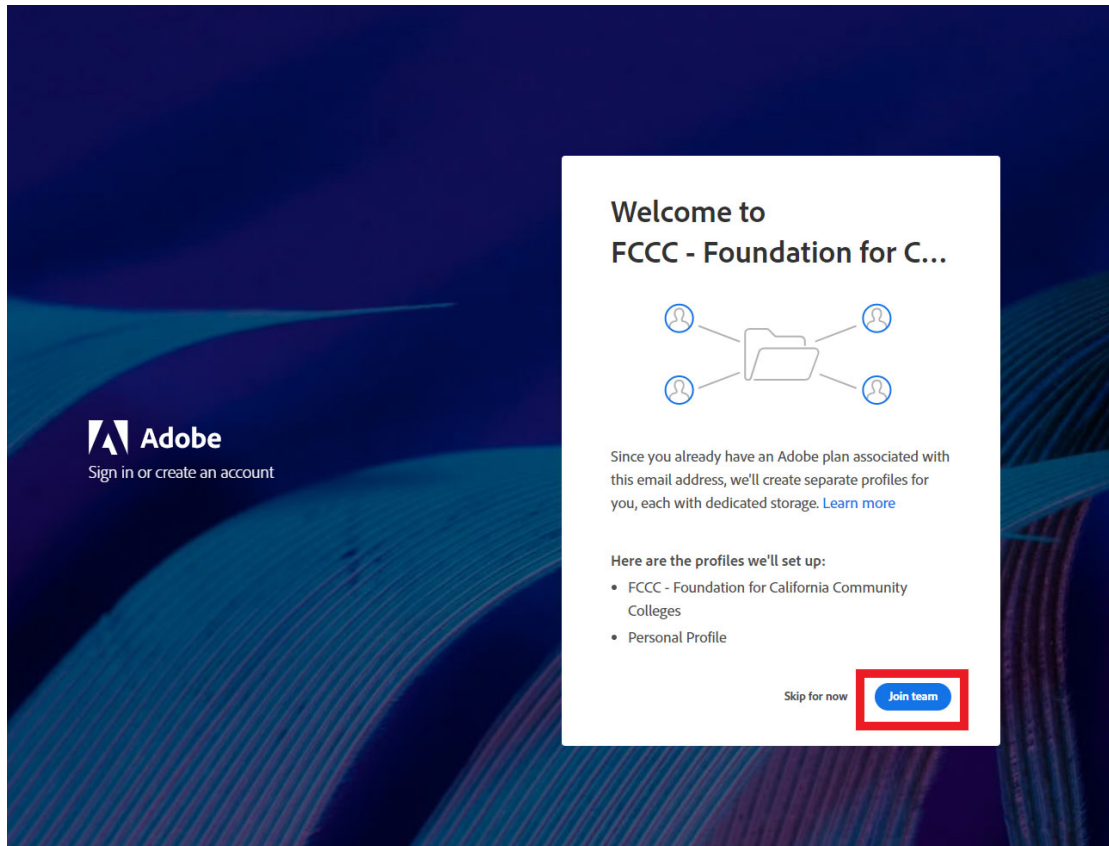 Adobe
Sign in or create an account
Welcome to
FCCC - Foundation for C...
Since you already have an Adobe plan associated with
this email address, we'll create separate profiles for
you, each with dedicated storage. Learn more
Here are the profiles we'll set up:
• FCCC - Foundation for California Community
Colleges
• Personal Profile
Skip for now
Join team